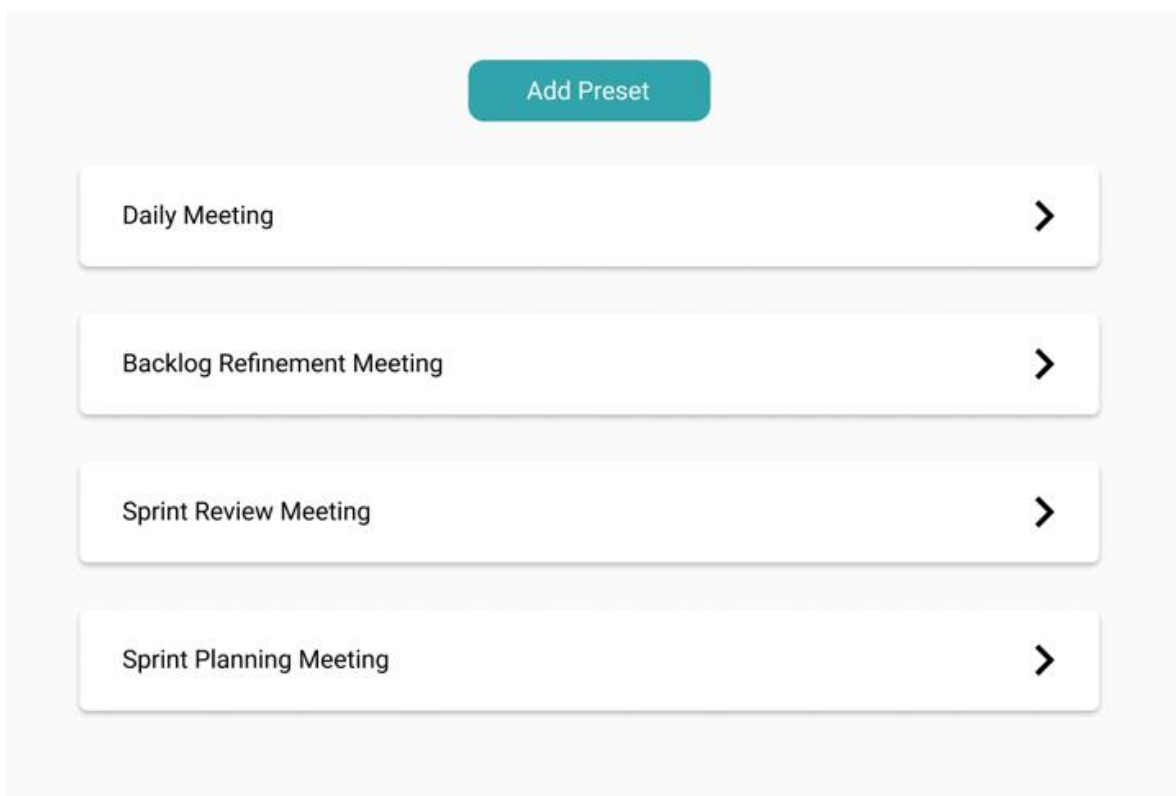 Add Preset
Daily Meeting
Backlog Refinement Meeting
Sprint Review Meeting
Sprint Planning Meeting